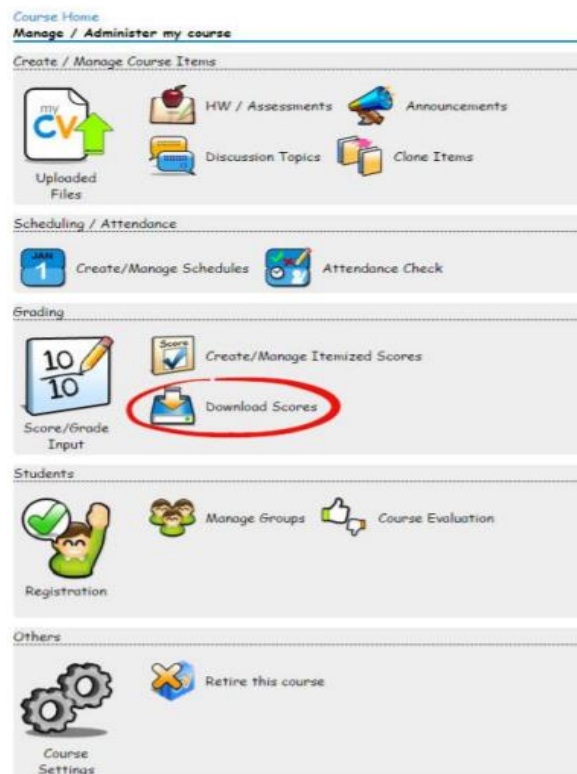 Course Home
Manage / Administer my course
Create / Manage Course Items
my
CV
Uploaded
Files
HW / Assessments
Announcements
Discussion Topics
Clone Items
Scheduling / Attendance
JAN
1
Create/Manage Schedules
Attendance Check
Grading
10
10
Score/Grade
Input
Score
Create/Manage Itemized Scores
Download Scores
Students
Registration
Manage Groups
Course Evaluation
Others
Course
Settings
Retire this course